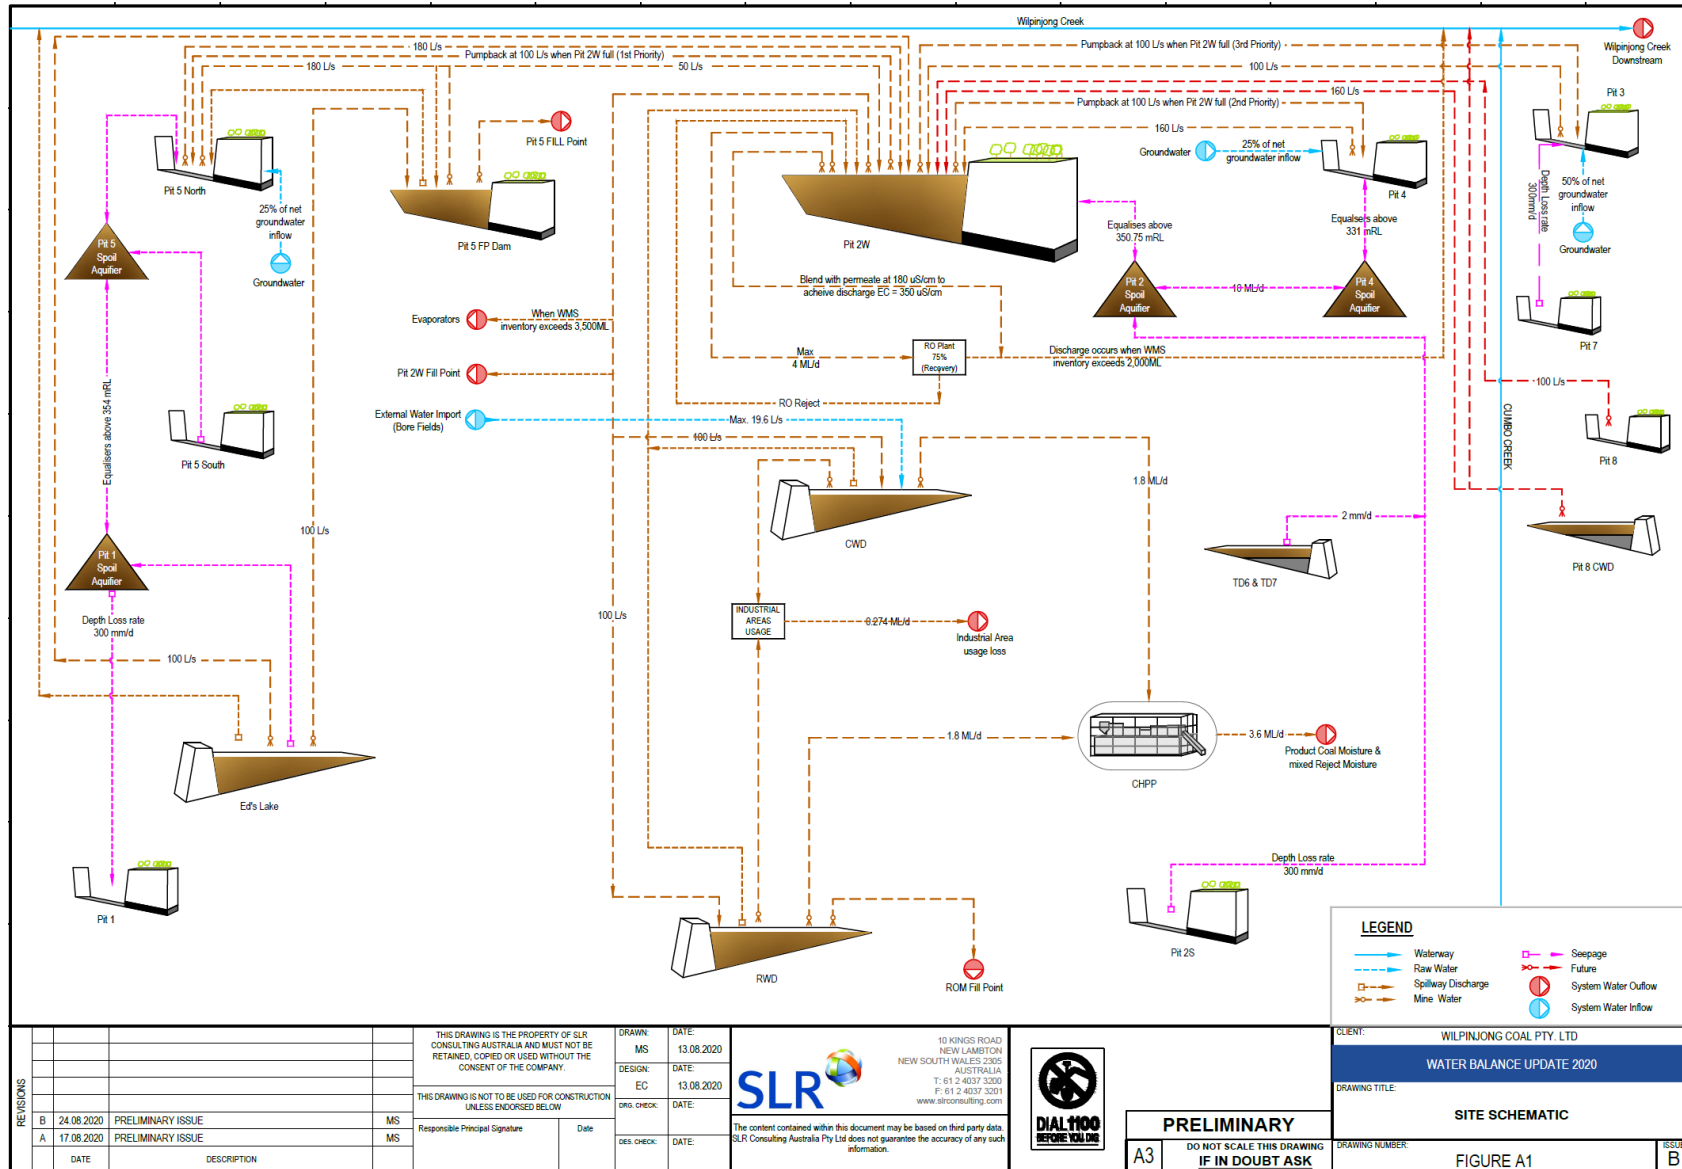 Wilpinjong Creek
Wilpinjong Creek
Downstream
180 L/s
Pumpback at 100 L/s when Pit 2W full (1st Priority)
180 L/s
50 L/s
Pumpback at 100 L/s when Pit 2W full (3rd Priority)
100 L/s
160 L/s
Pumpback at 100 L/s when Pit 2W full (2nd Priority)
160 L/s
Pit 3
Pit 5 FILL Point
Groundwater
25% of net
groundwater inflow
Pit 5 North
Pit 4
Depth Loss rate
300mm/d
50% of net
groundwater
inflow
Groundwater
25% of net
groundwater
inflow
Groundwater
Pit 5
Spoil
Aquifier
Pit 5 FP Dam
Pit 2W
Equalises above
350.75 mRL
Equalsers above
331 mRL
Blend with permeate at 180 uS/cm to
acheive discharge EC = 350 uS/cm
Pit 2
Spoil
Aquifier
10 ML/d
Pit 4
Spoil
Aquifier
Evaporators
When WMS
inventory exceeds 3,500ML
Pit 7
Max
4 ML/d
RO Plant
75%
(Recovery)
Discharge occurs when WMS
inventory exceeds 2,000ML
Pit 2W Fill Point
100 L/s
RO Reject
External Water Import
(Bore Fields)
Max. 19.6 L/s
100 L/s
Equalisers above 354 mRL
CUMBO CREEK
Pit 5 South
Pit 8
1.8 ML/d
100 L/s
CWD
2 mm/d
Pit 1
Spoil
Aquifier
TD6 & TD7
Pit 8 CWD
Depth Loss rate
300 mm/d
100 L/s
INDUSTRIAL
AREAS
USAGE
0.274 ML/d
Industrial Area
usage loss
100 L/s
1.8 ML/d
3.6 ML/d
Product Coal Moisture &
mixed Reject Moisture
CHPP
Ed's Lake
Depth Loss rate
300 mm/d
Pit 1
Pit 2S
RWD
ROM Fill Point
LEGEND
Waterway
Raw Water
Spillway Discharge
Mine Water
Seepage
Future
System Water Ouflow
System Water Inflow
REVISIONS
B 24.08.2020 PRELIMINARY ISSUE MS
A 17.08.2020 PRELIMINARY ISSUE MS
DATE DESCRIPTION
THIS DRAWING IS THE PROPERTY OF SLR
CONSULTING AUSTRALIA AND MUST NOT BE
RETAINED, COPIED OR USED WITHOUT THE
CONSENT OF THE COMPANY.
THIS DRAWING IS NOT TO BE USED FOR CONSTRUCTION
UNLESS ENDORSED BELOW
Responsible Principal Signature Date
DRAWN: DATE:
MS 13.08.2020
DESIGN: DATE:
EC 13.08.2020
DRG. CHECK: DATE:
DES. CHECK: DATE:
SLR
10 KINGS ROAD
NEW LAMBTON
NEW SOUTH WALES 2305
AUSTRALIA
T: 61 2 4037 3200
F: 61 2 4037 3201
www.slrconsulting.com
The content contained within this document may be based on third party data.
SLR Consulting Australia Pty Ltd does not guarantee the accuracy of any such
information.
DIAL 1100
BEFORE YOU DIG
PRELIMINARY
A3
DO NOT SCALE THIS DRAWING
IF IN DOUBT ASK
CLIENT:
WILPINJONG COAL PTY. LTD
WATER BALANCE UPDATE 2020
DRAWING TITLE:
SITE SCHEMATIC
DRAWING NUMBER:
FIGURE A1
ISSUE
B